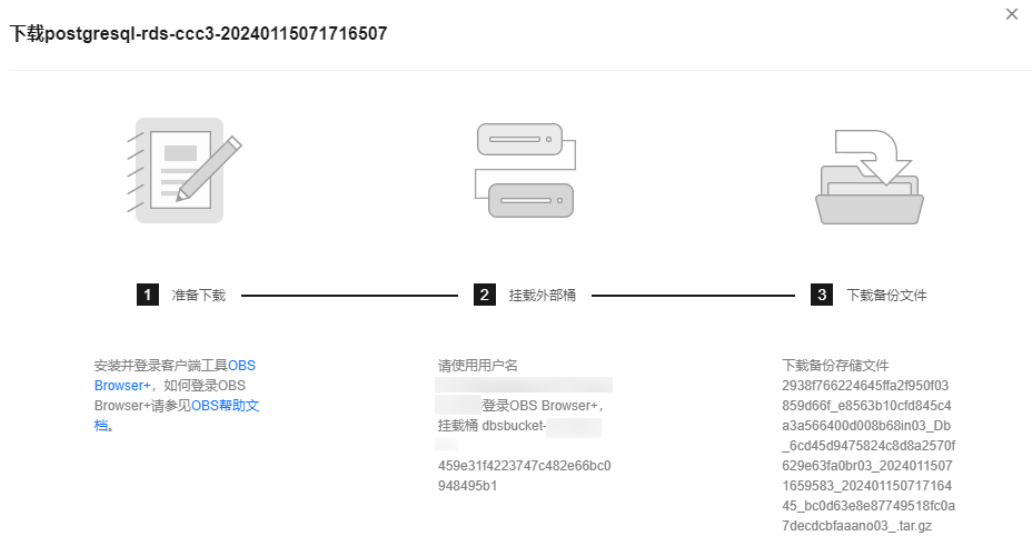 下载postgresql-rds-ccc3-20240115071716507
1 准备下载
2 挂载外部桶
3 下载备份文件
安装并登录客户端工具OBS
Browser+，如何登录OBS
Browser+请参见OBS帮助文
档。
请使用用户名
登录OBS Browser+，
挂载桶 dbsbucket-
459e31f4223747c482e66bc0
948495b1
下载备份存储文件
2938f766224645ffa2f950f03
859d66f_e8563b10cfd845c4
a3a566400d008b68in03_Db
_6cd45d9475824c8d8a2570f
629e63fa0br03_2024011507
1659583_202401150717164
45_bc0d63e8e87749518fc0a
7decdcbfaaano03_.tar.gz